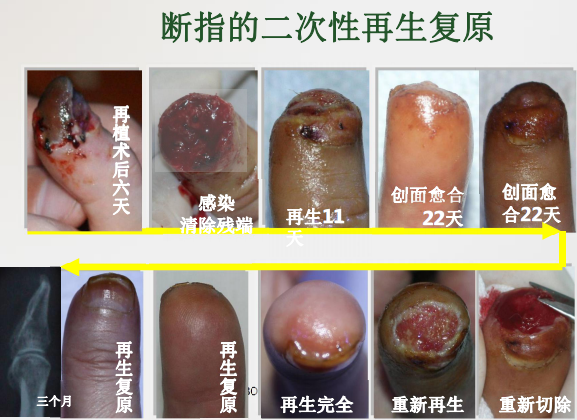 断指的二次性再生复原
再植术后六天
感染
清除残端
再生11
天
创面愈合
22天
创面愈
合22天
三个月
再生复原
再生复原
再生完全
重新再生
重新切除